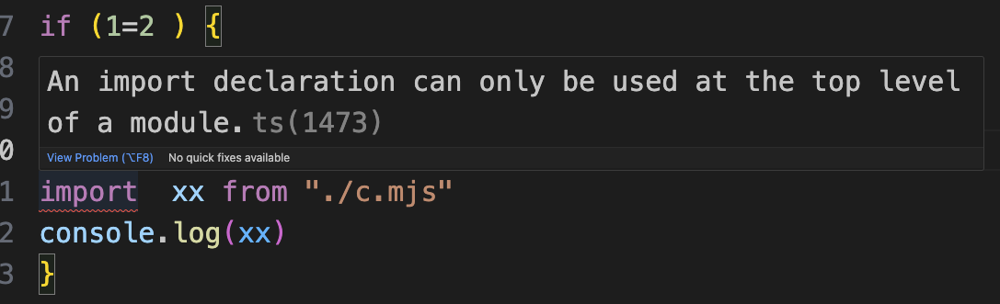 7 if (1=2 ) {
8
An import declaration can only be used at the top level
9
of a module. ts(1473)
0
View Problem (⌥F8) No quick fixes available
1 import  xx from "./c.mjs"
2 console.log(xx)
3 }